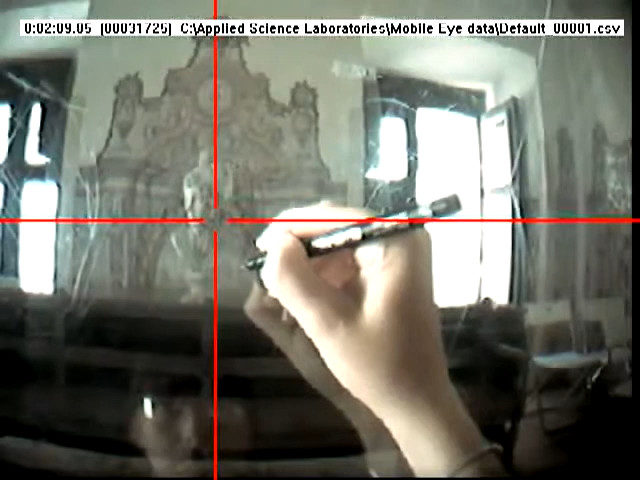 0:02:09.05 [00031725] C:\Applied Science Laboratories\Mobile Eye data\Default_00001.csv